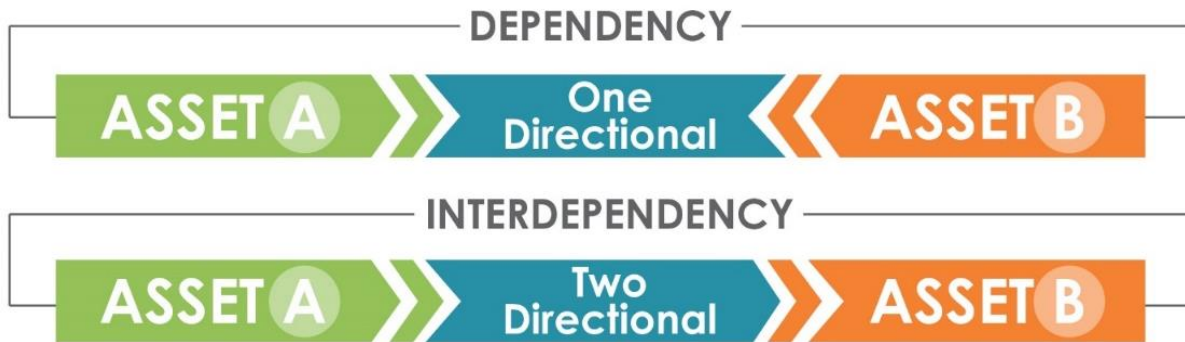 DEPENDENCY
ASSET A One Directional ASSET B
INTERDEPENDENCY
ASSET A Two Directional ASSET B